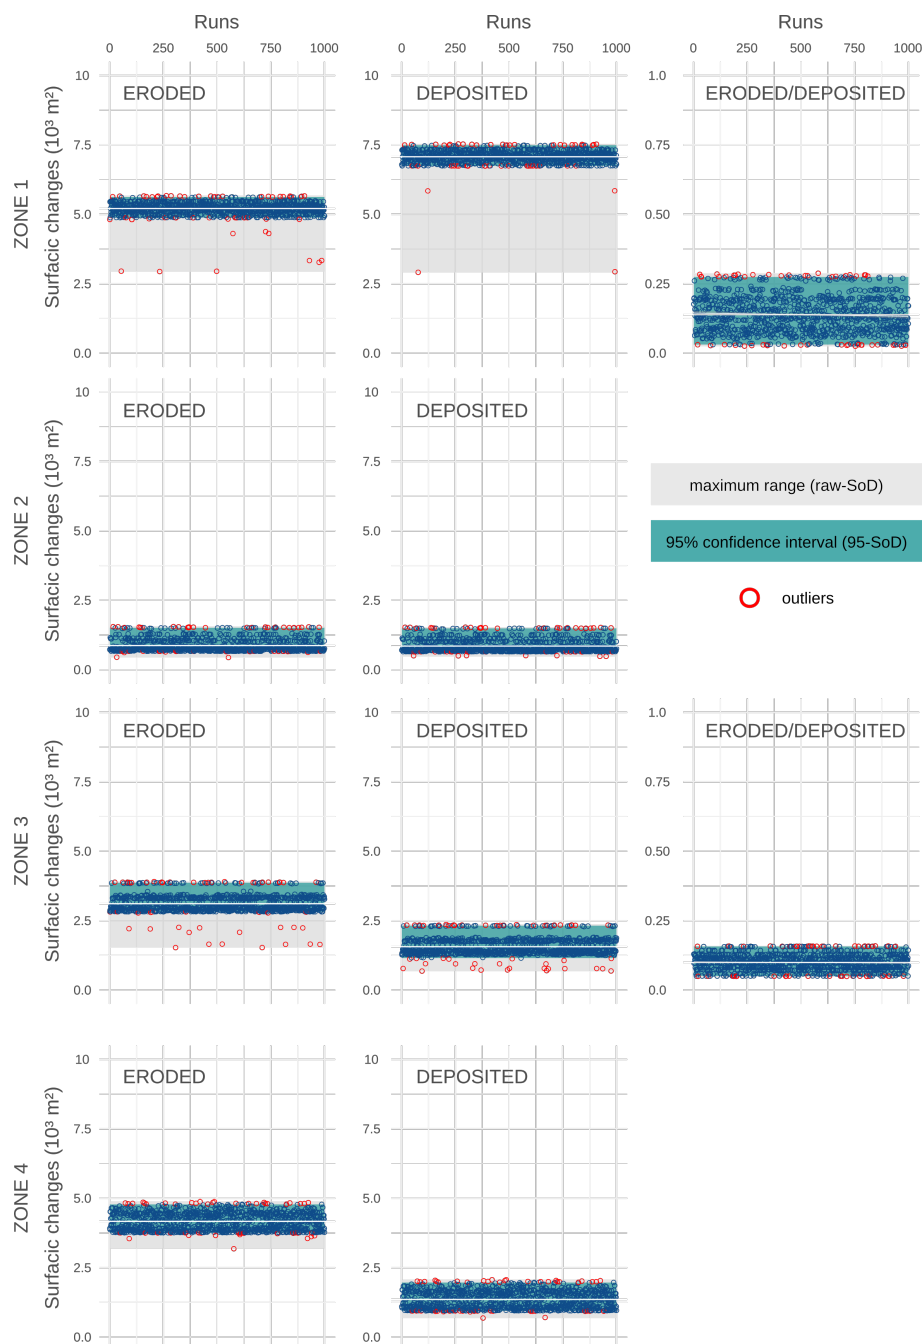 Runs Runs
0 250 500 750 1000 0 250 500 750 1000 0 250 500 750 1000
ZONE 1
Surfacic changes (10³ m²)
10 7.5 5.0 2.5 0.0
ERODED
10 7.5 5.0 2.5 0.0
DEPOSITED
1.0 0.75 0.50 0.25 0.0
ERODED/DEPOSITED
ZONE 2
Surfacic changes (10³ m²)
10 7.5 5.0 2.5 0.0
ERODED
10 7.5 5.0 2.5 0.0
DEPOSITED
maximum range (raw-SoD)
95% confidence interval (95-SoD)
outliers
ZONE 3
Surfacic changes (10³ m²)
10 7.5 5.0 2.5 0.0
ERODED
10 7.5 5.0 2.5 0.0
DEPOSITED
1.0 0.75 0.50 0.25 0.0
ERODED/DEPOSITED
ZONE 4
Surfacic changes (10³ m²)
10 7.5 5.0 2.5 0.0
ERODED
10 7.5 5.0 2.5 0.0
DEPOSITED